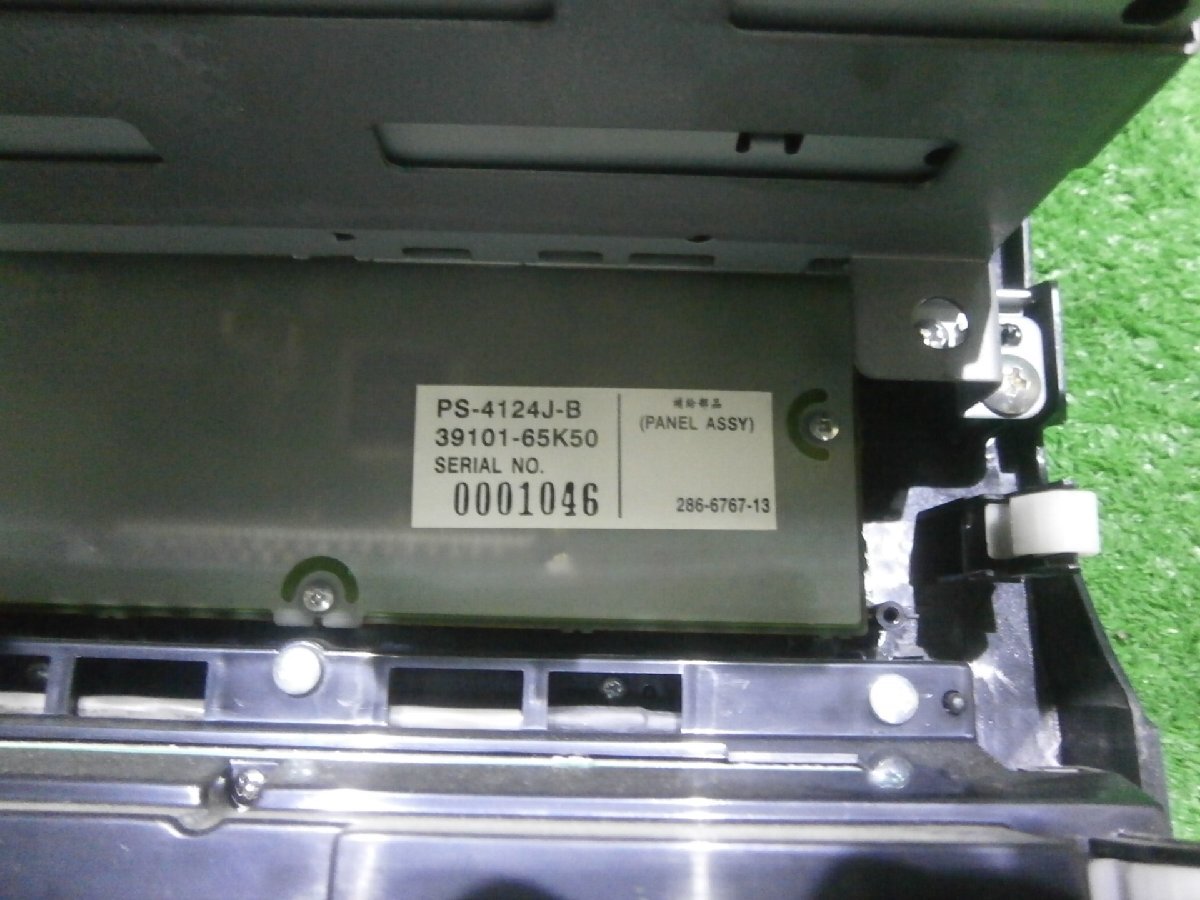 PS-4124J-B
39101-65K50
SERIAL NO.
0001046
補給部品
(PANEL ASSY)
286-6767-13